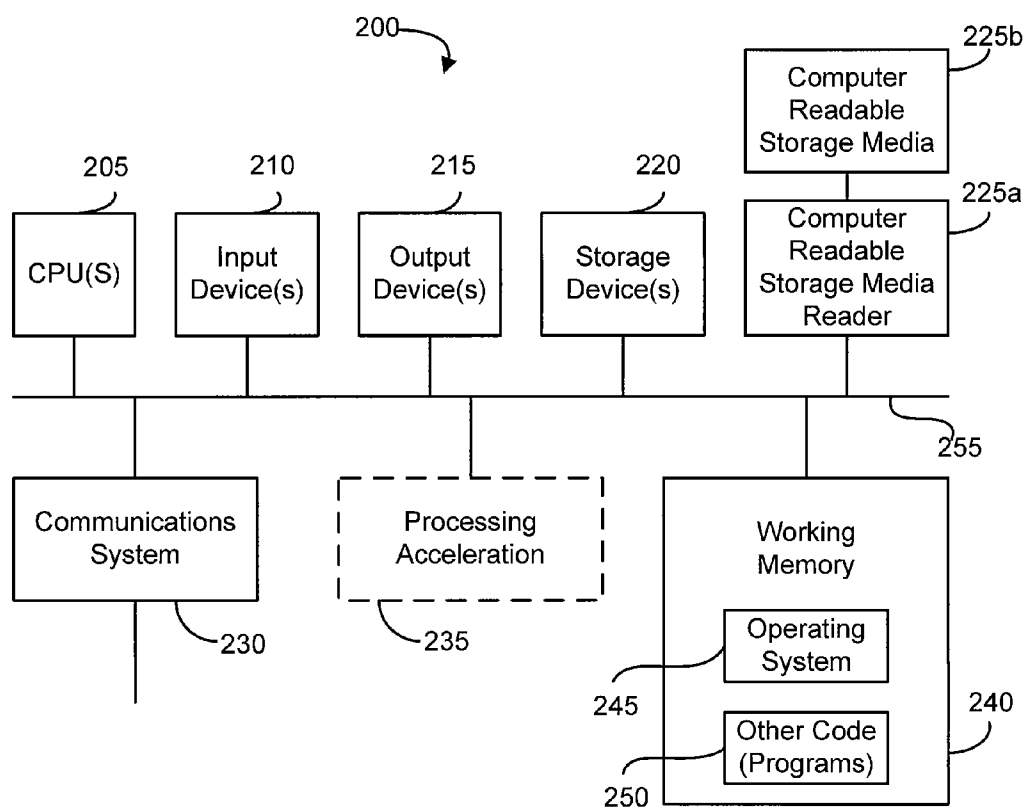 200
225b
Computer
Readable
Storage Media
205
210
215
220
225a
CPU(S)
Input
Device(s)
Output
Device(s)
Storage
Device(s)
Computer
Readable
Storage Media
Reader
255
Communications
System
Processing
Acceleration
Working
Memory
230
235
Operating
System
245
240
Other Code
(Programs)
250